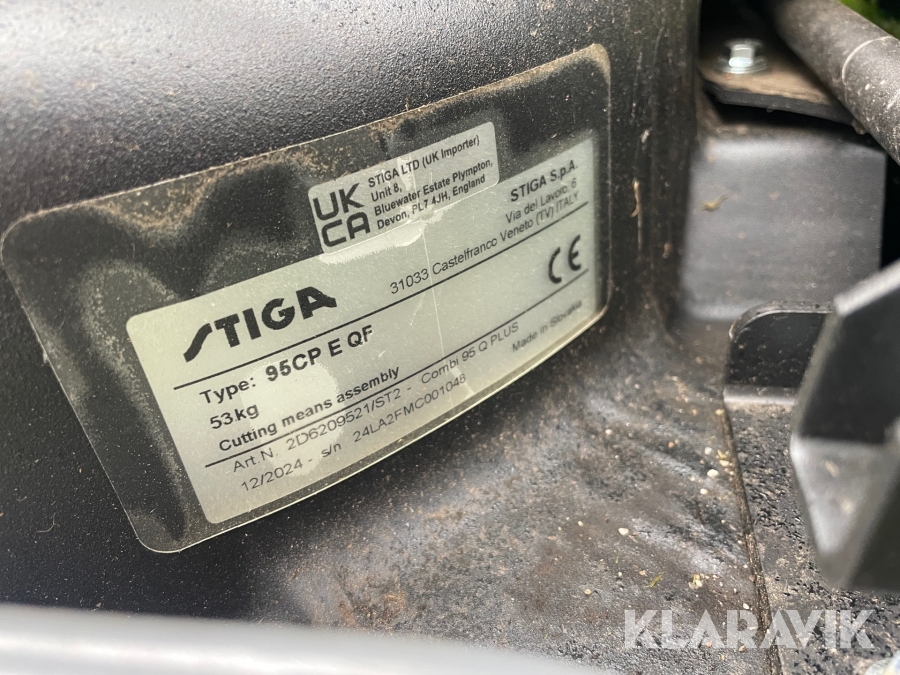 UK
CA
STIGA LTD (UK Importer)
Unit 8,
Bluewater Estate Plympton,
Devon, PL7 4JH, England
STIGA S.p.A.
Via del Lavoro, 6
31033 Castelfranco Veneto (TV) ITALY
STIGA
CE
Type: 95CP E QF
53kg
Cutting means assembly
Art.N. 2D6209521/ST2 - Combi 95 Q PLUS
12/2024 - s/n 24LA2FMC001048
Made in Slovakia
KLARAVIK